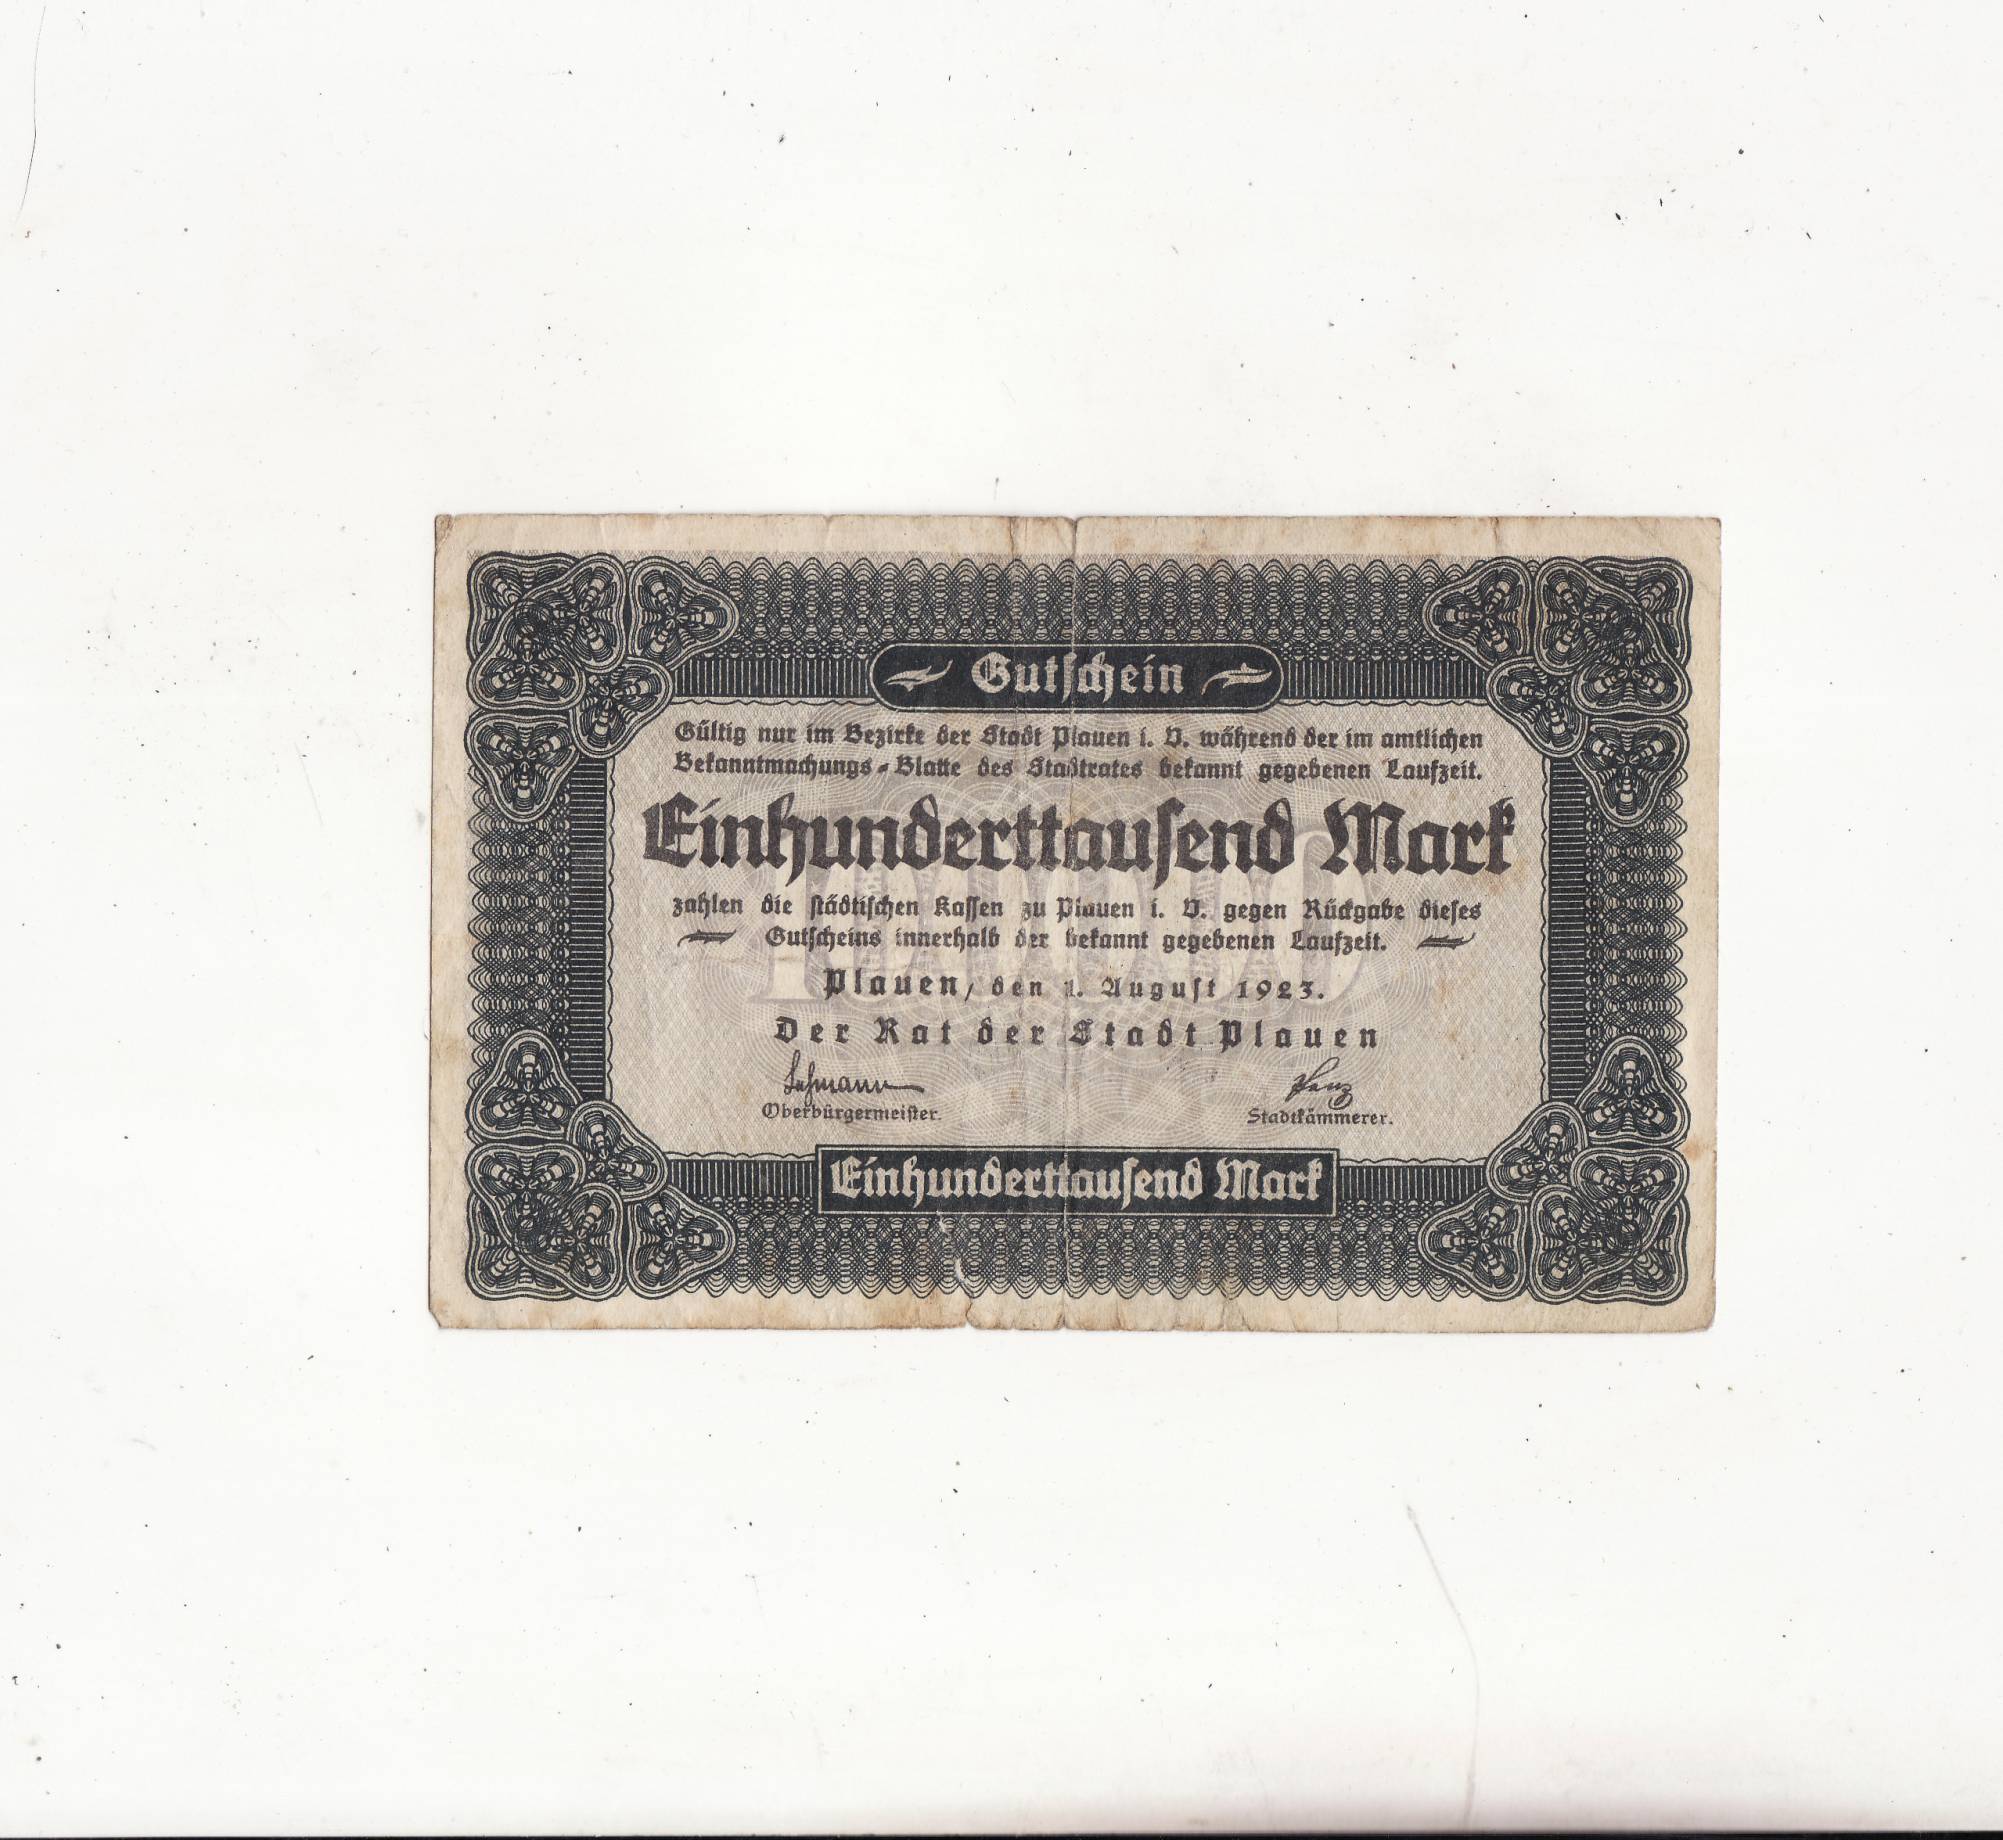 Gutschein
Gültig nur im Bezirke der Stadt Plauen i. V. während der im amtlichen
Bekanntmachungs-Blatte des Stadtrates bekannt gegebenen Laufzeit.
Einhunderttausend Mark
100000
zahlen die städtischen Kassen zu Plauen i. V. gegen Rückgabe dieses
Gutscheins innerhalb der bekannt gegebenen Laufzeit.
Plauen, den 1. August 1923.
Der Rat der Stadt Plauen
Lehmann
Oberbürgermeister.
Stadtkämmerer.
Einhunderttausend Mark